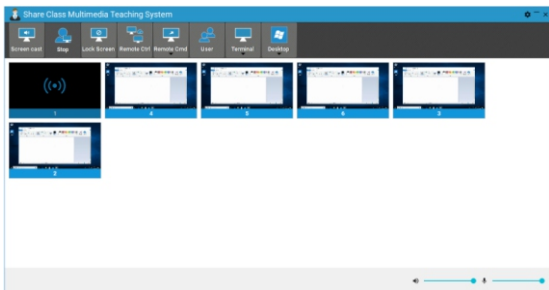 Share Class Multimedia Teaching System
Screen cast Stop Lock Screen Remote Ctrl Remote Cmd User Terminal Desktop
1 4 5 6 3
2